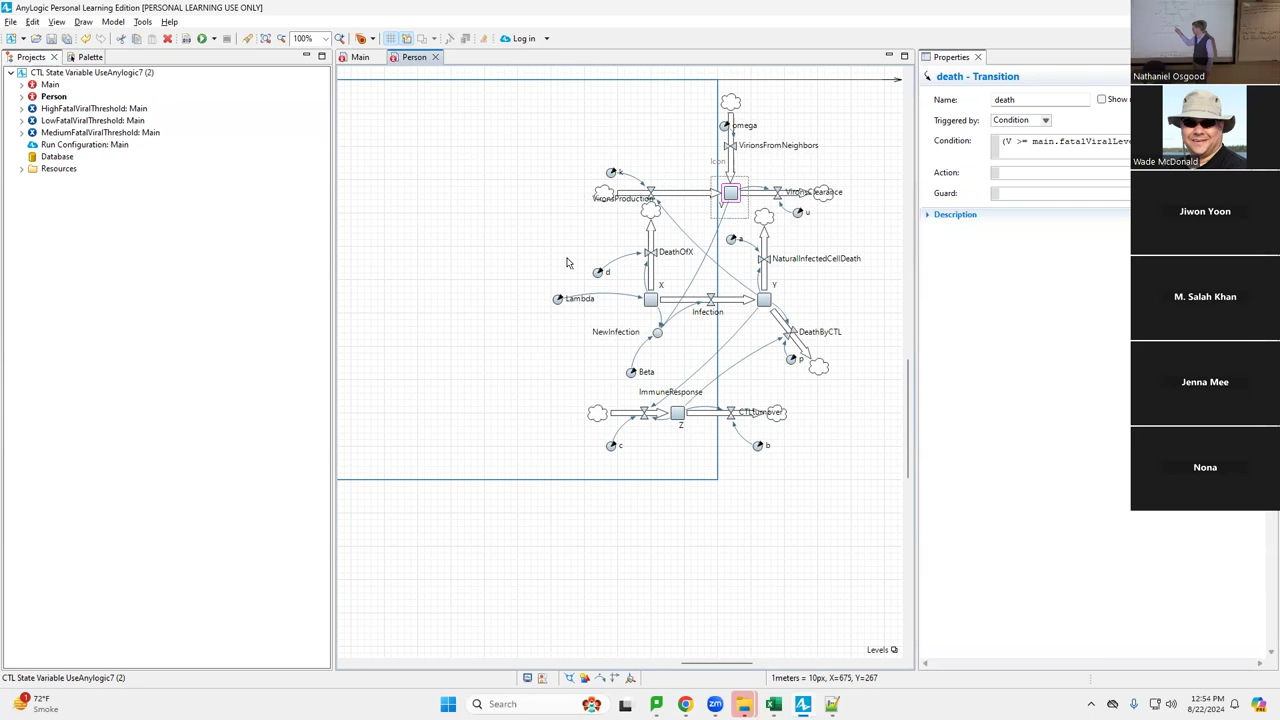 AnyLogic Personal Learning Edition [PERSONAL LEARNING USE ONLY]
File Edit View Draw Model Tools Help
100%
Log in
Projects
Palette
Main
Person
Properties
CTL State Variable UseAnylogic7 (2)
Main
Person
HighFatalViralThreshold: Main
LowFatalViralThreshold: Main
MediumFatalViralThreshold: Main
Run Configuration: Main
Database
Resources
omega
VirionsFromNeighbors
Icon
k
VirionsProduction
VirionsClearance
u
a
DeathOfX
NaturalInfectedCellDeath
d
X
Y
Lambda
Infection
NewInfection
DeathByCTL
p
Beta
ImmuneResponse
CTLTurnover
Z
c
b
Levels
death - Transition
Name:
death
Show n
Triggered by:
Condition
Condition:
(V >= main.fatalViralLeve
Action:
Guard:
Description
Nathaniel Osgood
Wade McDonald
Jiwon Yoon
M. Salah Khan
Jenna Mee
Nona
CTL State Variable UseAnylogic7 (2)
1meters = 10px, X=675, Y=267
1
72°F
Smoke
Search
zm
12:54 PM
8/22/2024